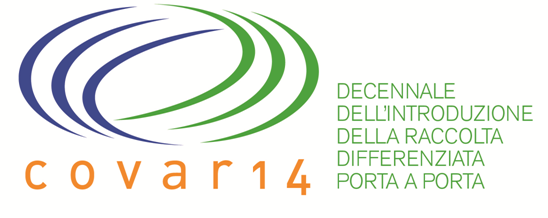 covar14
DECENNALE
DELL'INTRODUZIONE
DELLA RACCOLTA
DIFFERENZIATA
PORTA A PORTA